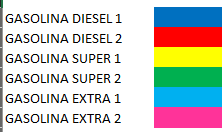 GASOLINA DIESEL 1
GASOLINA DIESEL 2
GASOLINA SUPER 1
GASOLINA SUPER 2
GASOLINA EXTRA 1
GASOLINA EXTRA 2